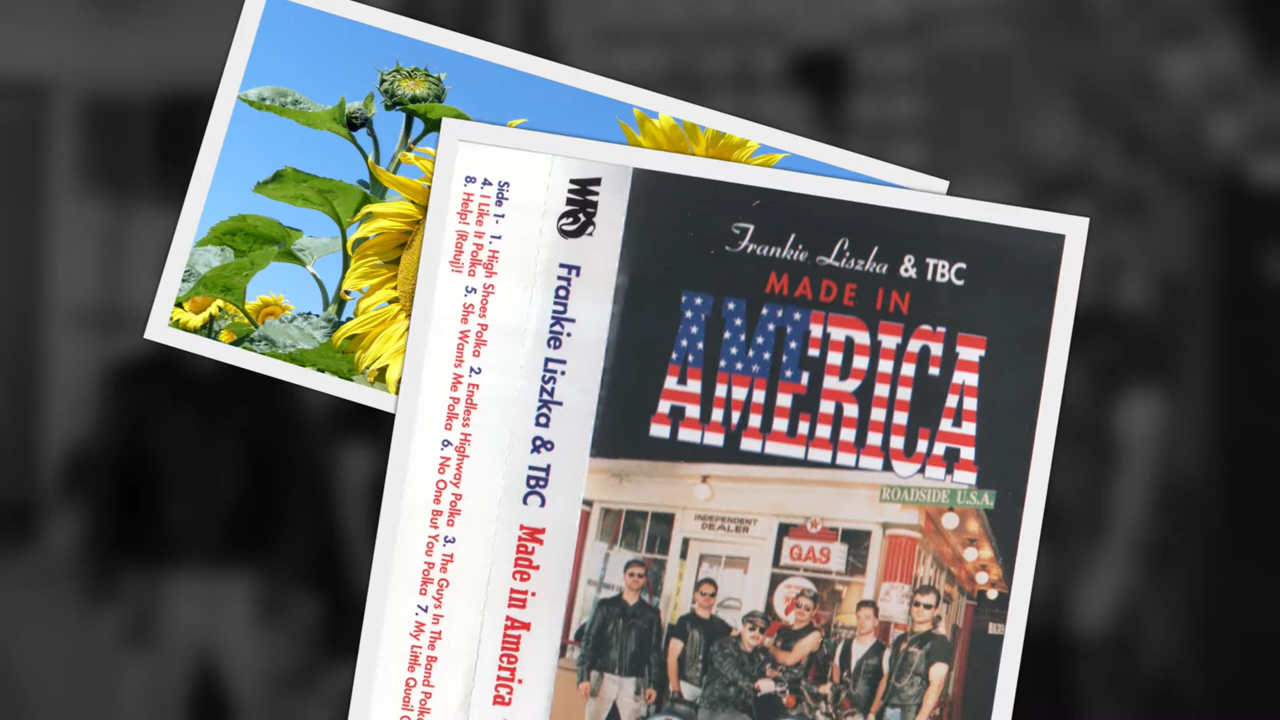 Side 1- 1. High Shoes Polka 2. Endless Highway Polka 3. The Guys In The Band Polka
4. I Like It Polka 5. She Wants Me Polka 6. No One But You Polka 7. My Little Quail
8. Help! (Ratuj)!
WRS
Frankie Liszka & TBC Made in America
Frankie Liszka & TBC
MADE IN
AMERICA
ROADSIDE U.S.A.
INDEPENDENT
DEALER
GAS